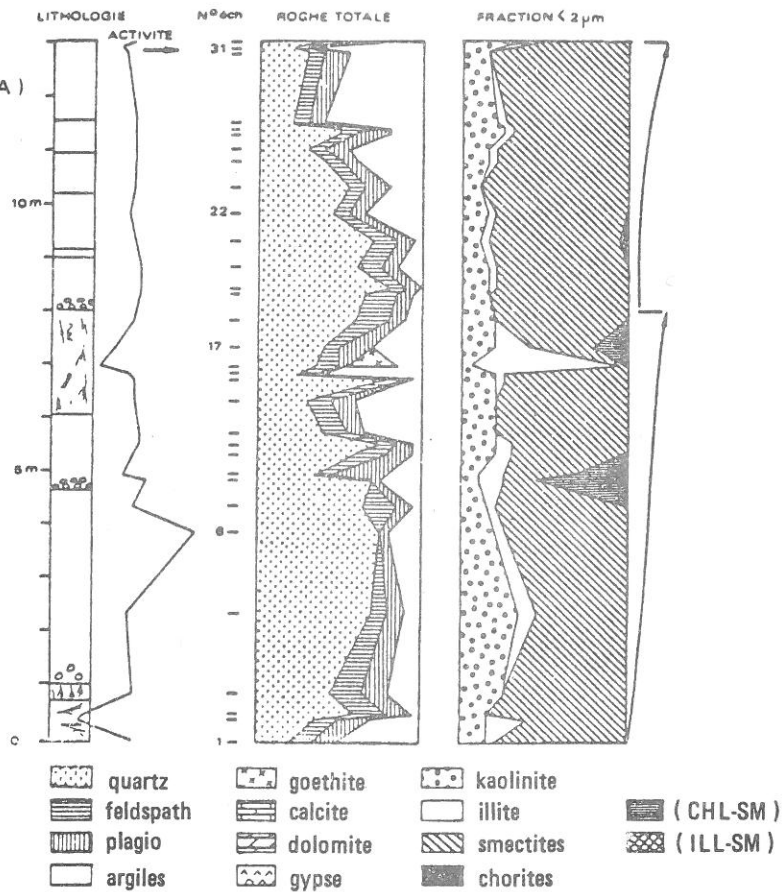 LITHOLOGIE
ACTIVITE
N° éch
ROGHE TOTALE
FRACTION < 2 µm
A)
31
10 m
22
17
5 m
6
0
1
quartz
goethite
kaolinite
feldspath
calcite
illite
( CHL-SM)
plagio
dolomite
smectites
( ILL-SM)
argiles
gypse
chorites